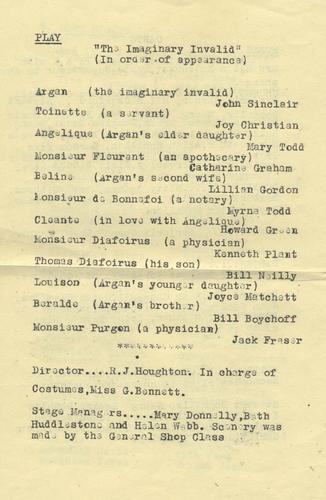 PLAY
"The Imaginary Invalid"
(In order of appearance)
Argan (the imaginary invalid)
John Sinclair
Toinette (a servant)
Joy Christian
Angelique (Argan's elder daughter)
Mary Todd
Monsieur Fleurant (an apothecary)
Catharine Graham
Beline (Argan's second wife)
Lillian Gordon
Monsieur de Bonnefoi (a notary)
Myrna Todd
Cleante (in love with Angelique)
Howard Green
Monsieur Diafoirus (a physician)
Kenneth Plant
Thomas Diafoirus (his son)
Bill Neilly
Louison (Argan's younger daughter)
Joyce Matchett
Beralde (Argan's brother)
Bill Boychoff
Monsieur Purgon (a physician)
Jack Fraser
************
Director....R.J.Houghton. In charge of
Costumes,Miss G.Bennett.
Stage Managers.....Mary Donnelly,Beth
Huddlestone and Helen Wabb. Scenery was
made by the General Shop Class